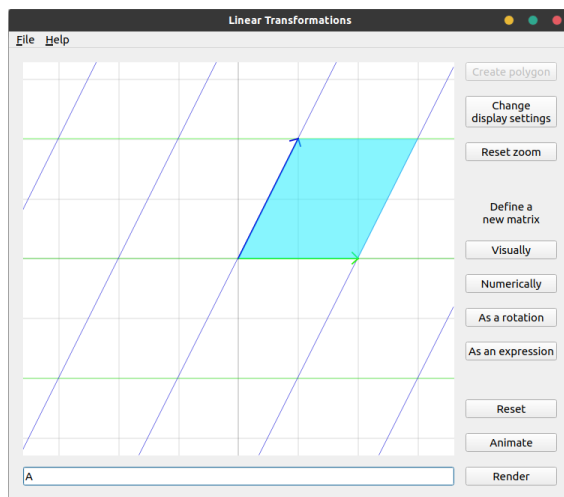 Linear Transformations
File Help
Create polygon
Change
display settings
Reset zoom
Define a
new matrix
Visually
Numerically
As a rotation
As an expression
Reset
Animate
A
Render